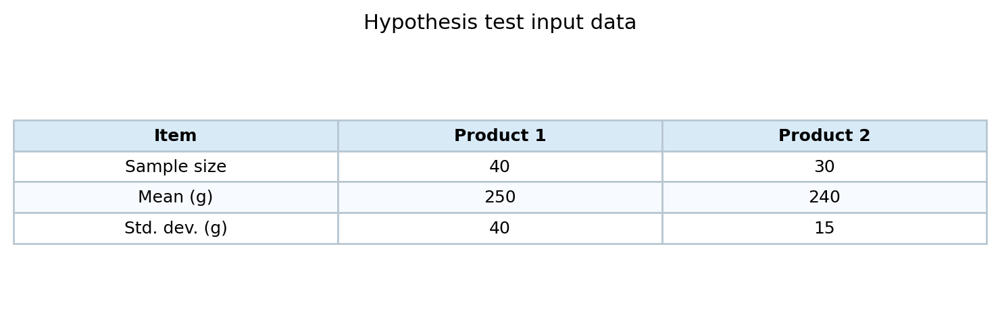 Hypothesis test input data
Item Product 1 Product 2
Sample size 40 30
Mean (g) 250 240
Std. dev. (g) 40 15